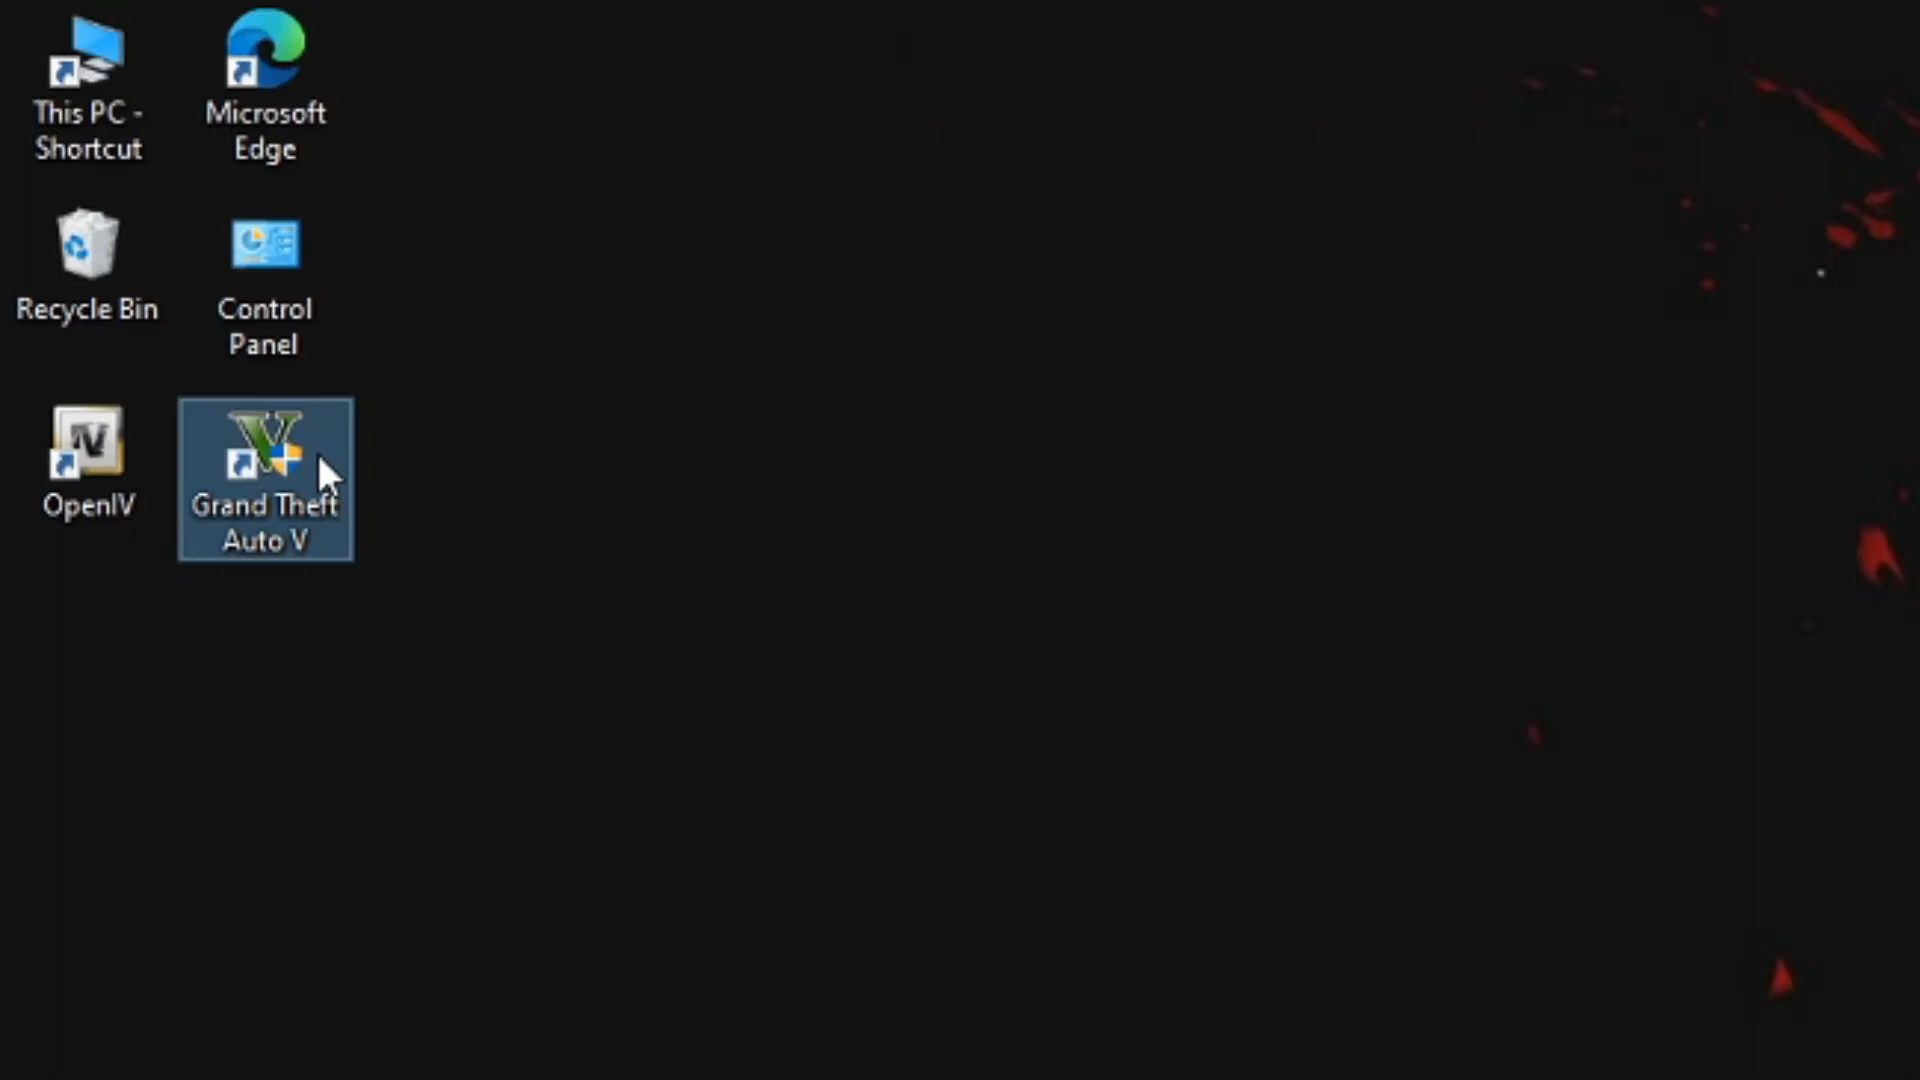 This PC -
Shortcut
Microsoft
Edge
Recycle Bin
Control
Panel
OpenIV
Grand Theft
Auto V